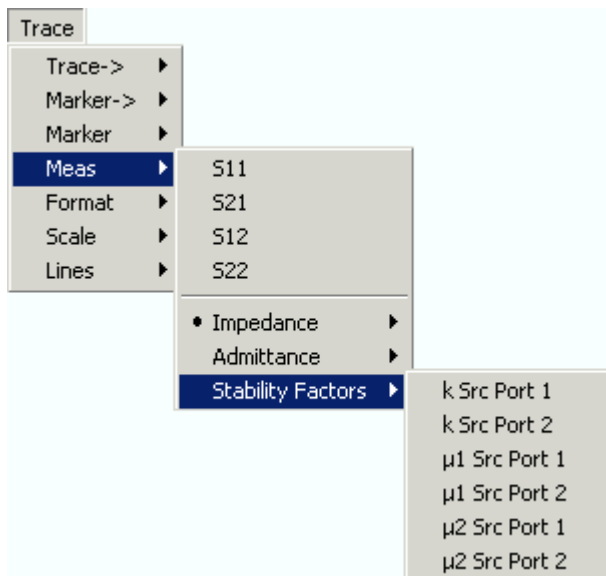 Trace
Trace->
Marker->
Marker
Meas
Format
Scale
Lines
S11
S21
S12
S22
• Impedance
Admittance
Stability Factors
k Src Port 1
k Src Port 2
µ1 Src Port 1
µ1 Src Port 2
µ2 Src Port 1
µ2 Src Port 2